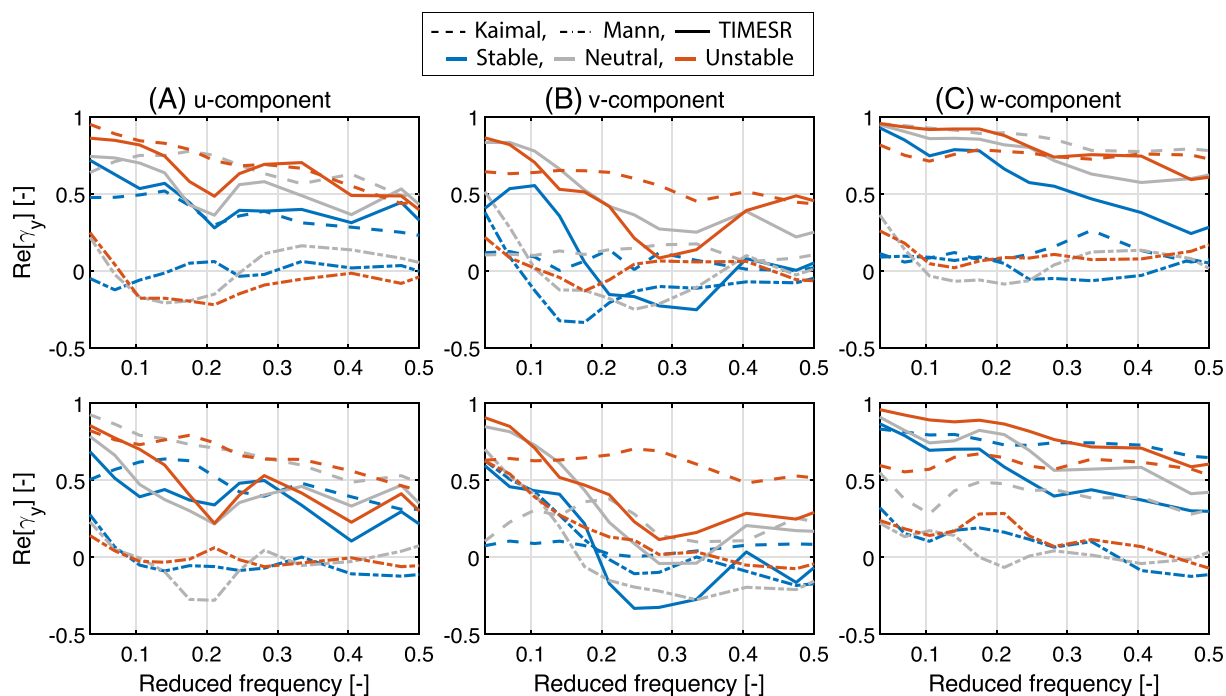 Kaimal, Mann, TIMESR
Stable, Neutral, Unstable
(A) u-component
(B) v-component
(C) w-component
Re[γy] [-]
1
0.5
0
-0.5
0.1 0.2 0.3 0.4 0.5
1
0.5
0
-0.5
0.1 0.2 0.3 0.4 0.5
1
0.5
0
-0.5
0.1 0.2 0.3 0.4 0.5
Re[γy] [-]
1
0.5
0
-0.5
0.1 0.2 0.3 0.4 0.5
Reduced frequency [-]
1
0.5
0
-0.5
0.1 0.2 0.3 0.4 0.5
Reduced frequency [-]
1
0.5
0
-0.5
0.1 0.2 0.3 0.4 0.5
Reduced frequency [-]